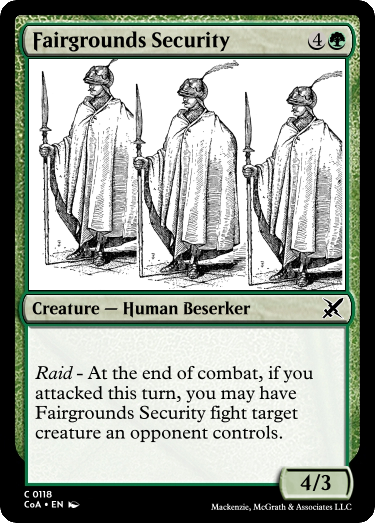 Fairgrounds Security 4
Creature — Human Beserker
Raid - At the end of combat, if you
attacked this turn, you may have
Fairgrounds Security fight target
creature an opponent controls.
4/3
C 0118
CoA • EN
Mackenzie, McGrath & Associates LLC